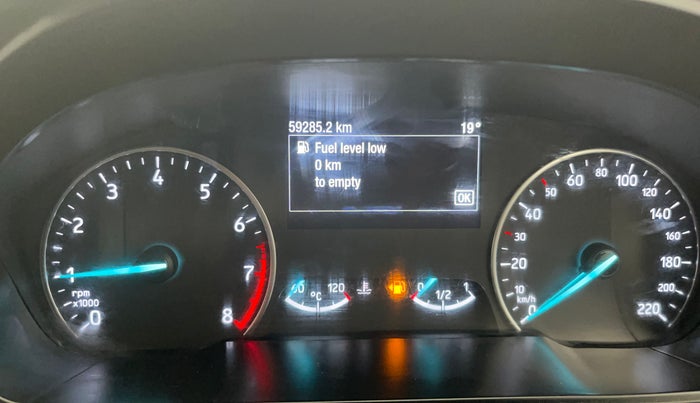 59285.2 km 19°
Fuel level low
0 km
to empty
OK
0 1 2 3 4 5 6 7 8
rpm
x1000
60 120
°C
0 1/2 1
0 10 20 30 40 50 60 80 100 120 140 160 180 200 220
km/h